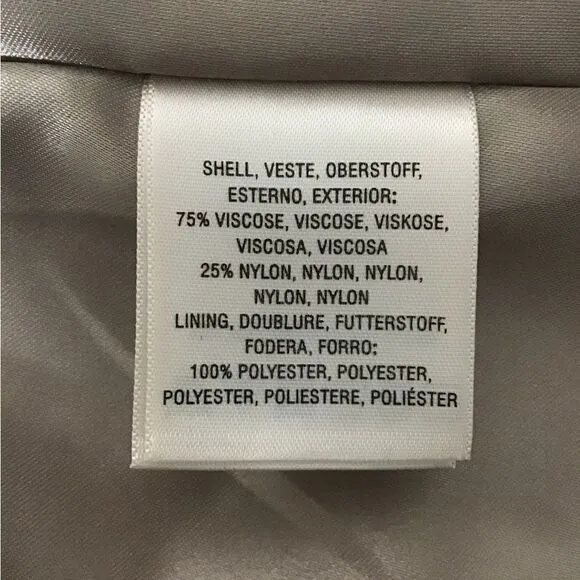 SHELL, VESTE, OBERSTOFF,
ESTERNO, EXTERIOR:
75% VISCOSE, VISCOSE, VISKOSE,
VISCOSA, VISCOSA
25% NYLON, NYLON, NYLON,
NYLON, NYLON
LINING, DOUBLURE, FUTTERSTOFF,
FODERA, FORRO:
100% POLYESTER, POLYESTER,
POLYESTER, POLIESTERE, POLIÉSTER